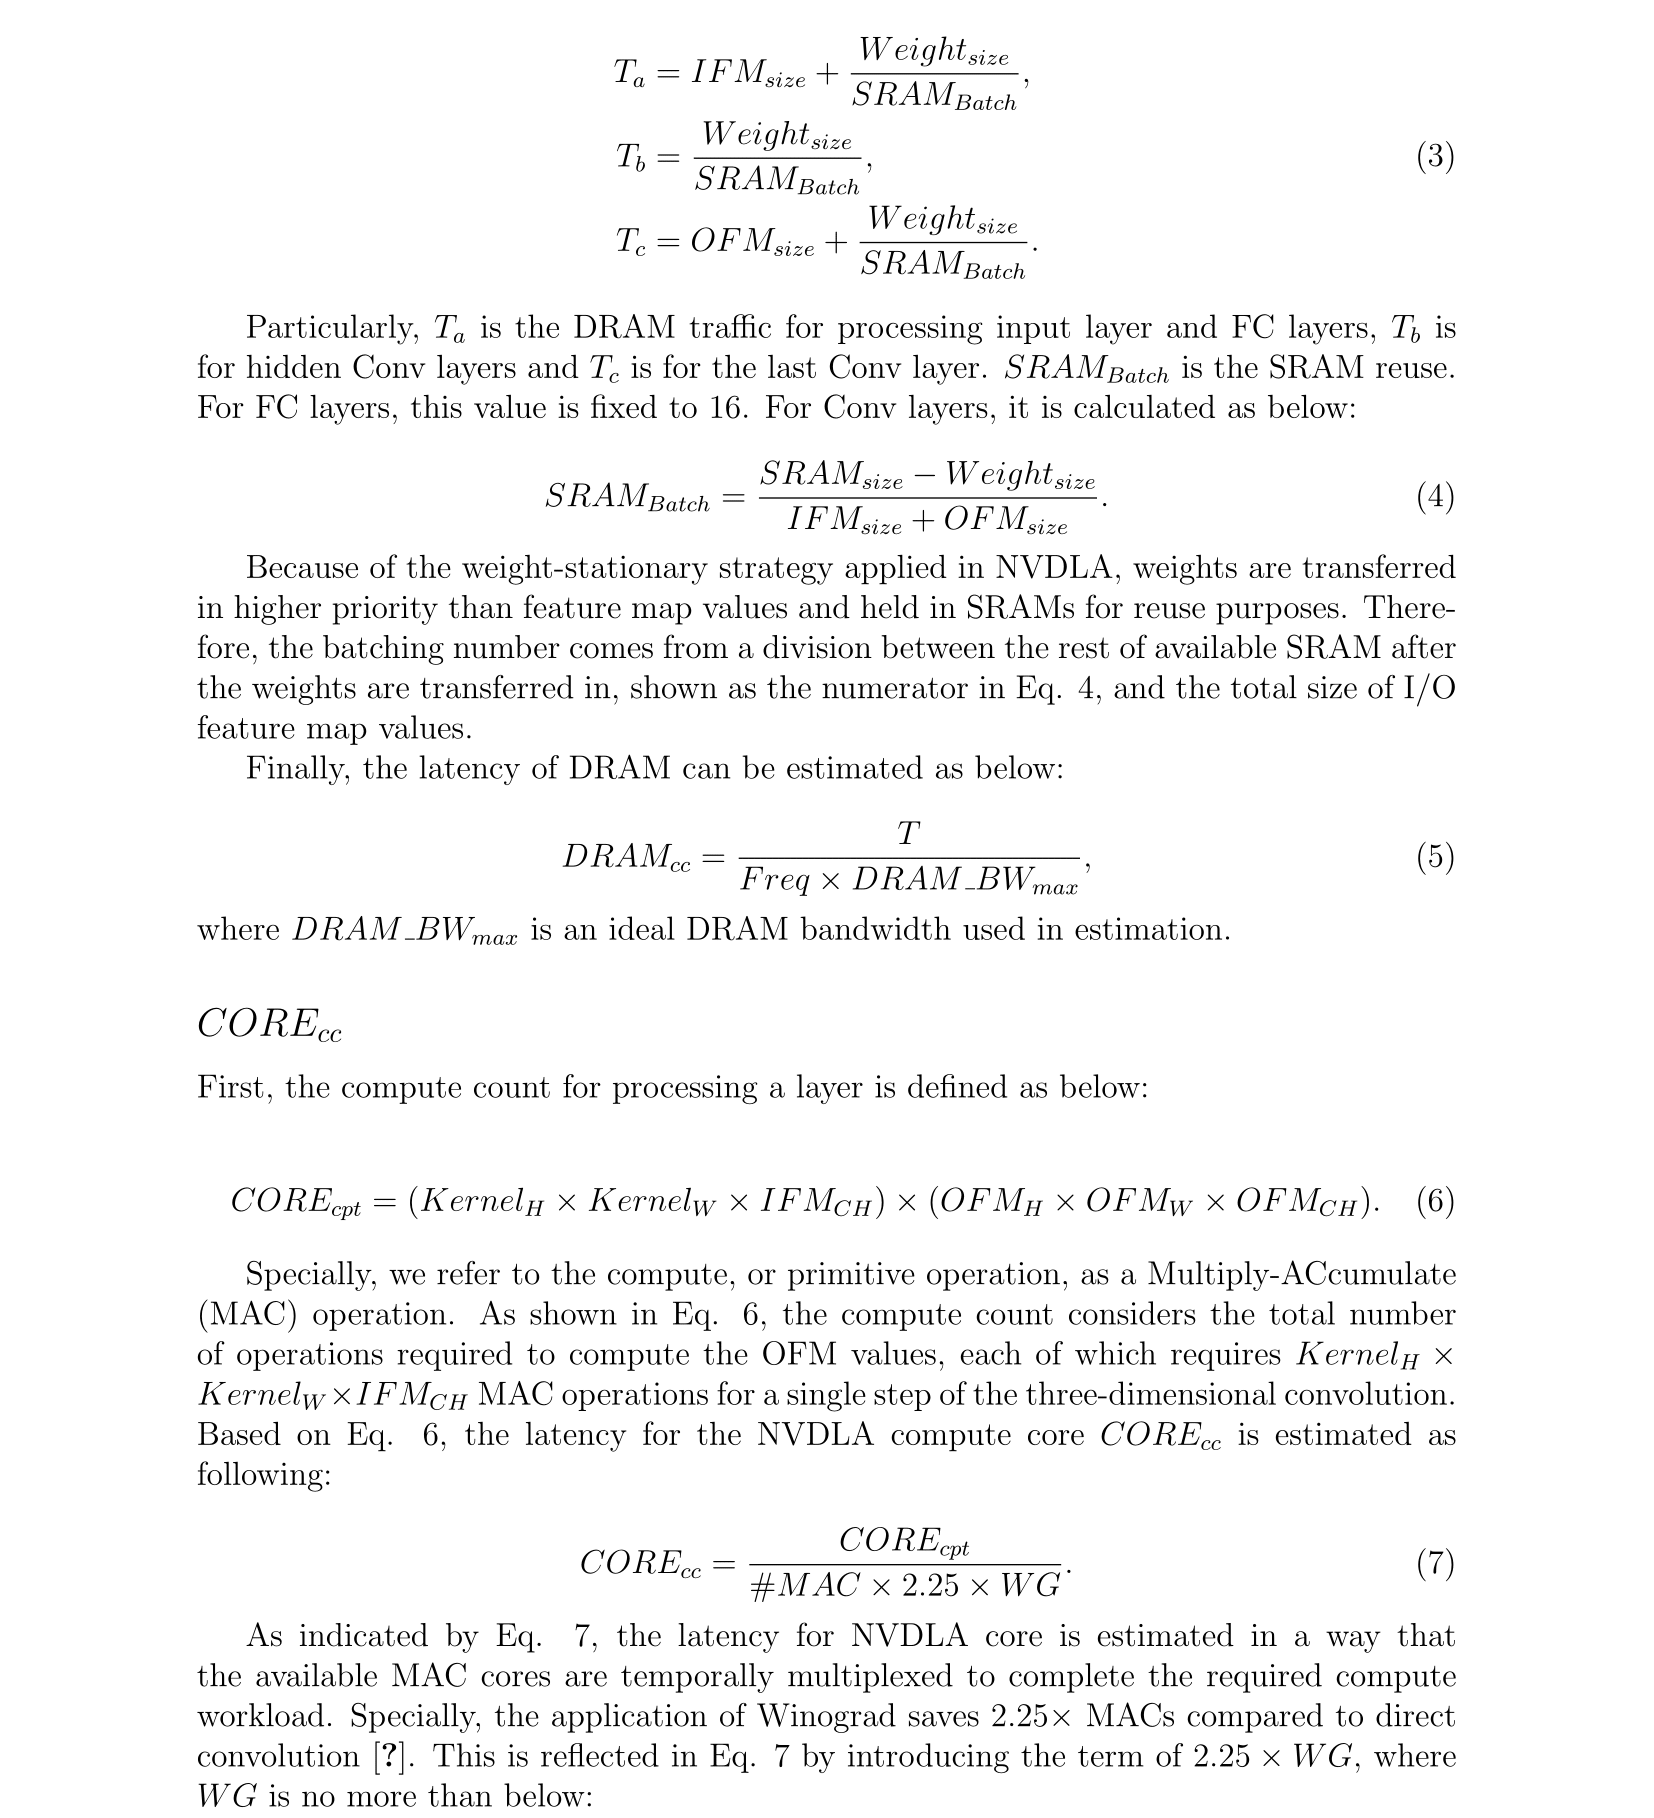 T_a = IFM_{size} + \frac{Weight_{size}}{SRAM_{Batch}},
T_b = \frac{Weight_{size}}{SRAM_{Batch}}, (3)
T_c = OFM_{size} + \frac{Weight_{size}}{SRAM_{Batch}}.
Particularly, T_a is the DRAM traffic for processing input layer and FC layers, T_b is
for hidden Conv layers and T_c is for the last Conv layer. SRAM_{Batch} is the SRAM reuse.
For FC layers, this value is fixed to 16. For Conv layers, it is calculated as below:
SRAM_{Batch} = \frac{SRAM_{size} − Weight_{size}}{IFM_{size} + OFM_{size}}. (4)
Because of the weight-stationary strategy applied in NVDLA, weights are transferred
in higher priority than feature map values and held in SRAMs for reuse purposes. There-
fore, the batching number comes from a division between the rest of available SRAM after
the weights are transferred in, shown as the numerator in Eq. 4, and the total size of I/O
feature map values.
Finally, the latency of DRAM can be estimated as below:
DRAM_{cc} = \frac{T}{Freq × DRAM\_BW_{max}}, (5)
where DRAM\_BW_{max} is an ideal DRAM bandwidth used in estimation.
CORE_{cc}
First, the compute count for processing a layer is defined as below:
CORE_{cpt} = (Kernel_H × Kernel_W × IFM_{CH}) × (OFM_H × OFM_W × OFM_{CH}). (6)
Specially, we refer to the compute, or primitive operation, as a Multiply-ACcumulate
(MAC) operation. As shown in Eq. 6, the compute count considers the total number
of operations required to compute the OFM values, each of which requires Kernel_H ×
Kernel_W × IFM_{CH} MAC operations for a single step of the three-dimensional convolution.
Based on Eq. 6, the latency for the NVDLA compute core CORE_{cc} is estimated as
following:
CORE_{cc} = \frac{CORE_{cpt}}{#MAC × 2.25 × WG}. (7)
As indicated by Eq. 7, the latency for NVDLA core is estimated in a way that
the available MAC cores are temporally multiplexed to complete the required compute
workload. Specially, the application of Winograd saves 2.25× MACs compared to direct
convolution [?]. This is reflected in Eq. 7 by introducing the term of 2.25 × WG, where
WG is no more than below: